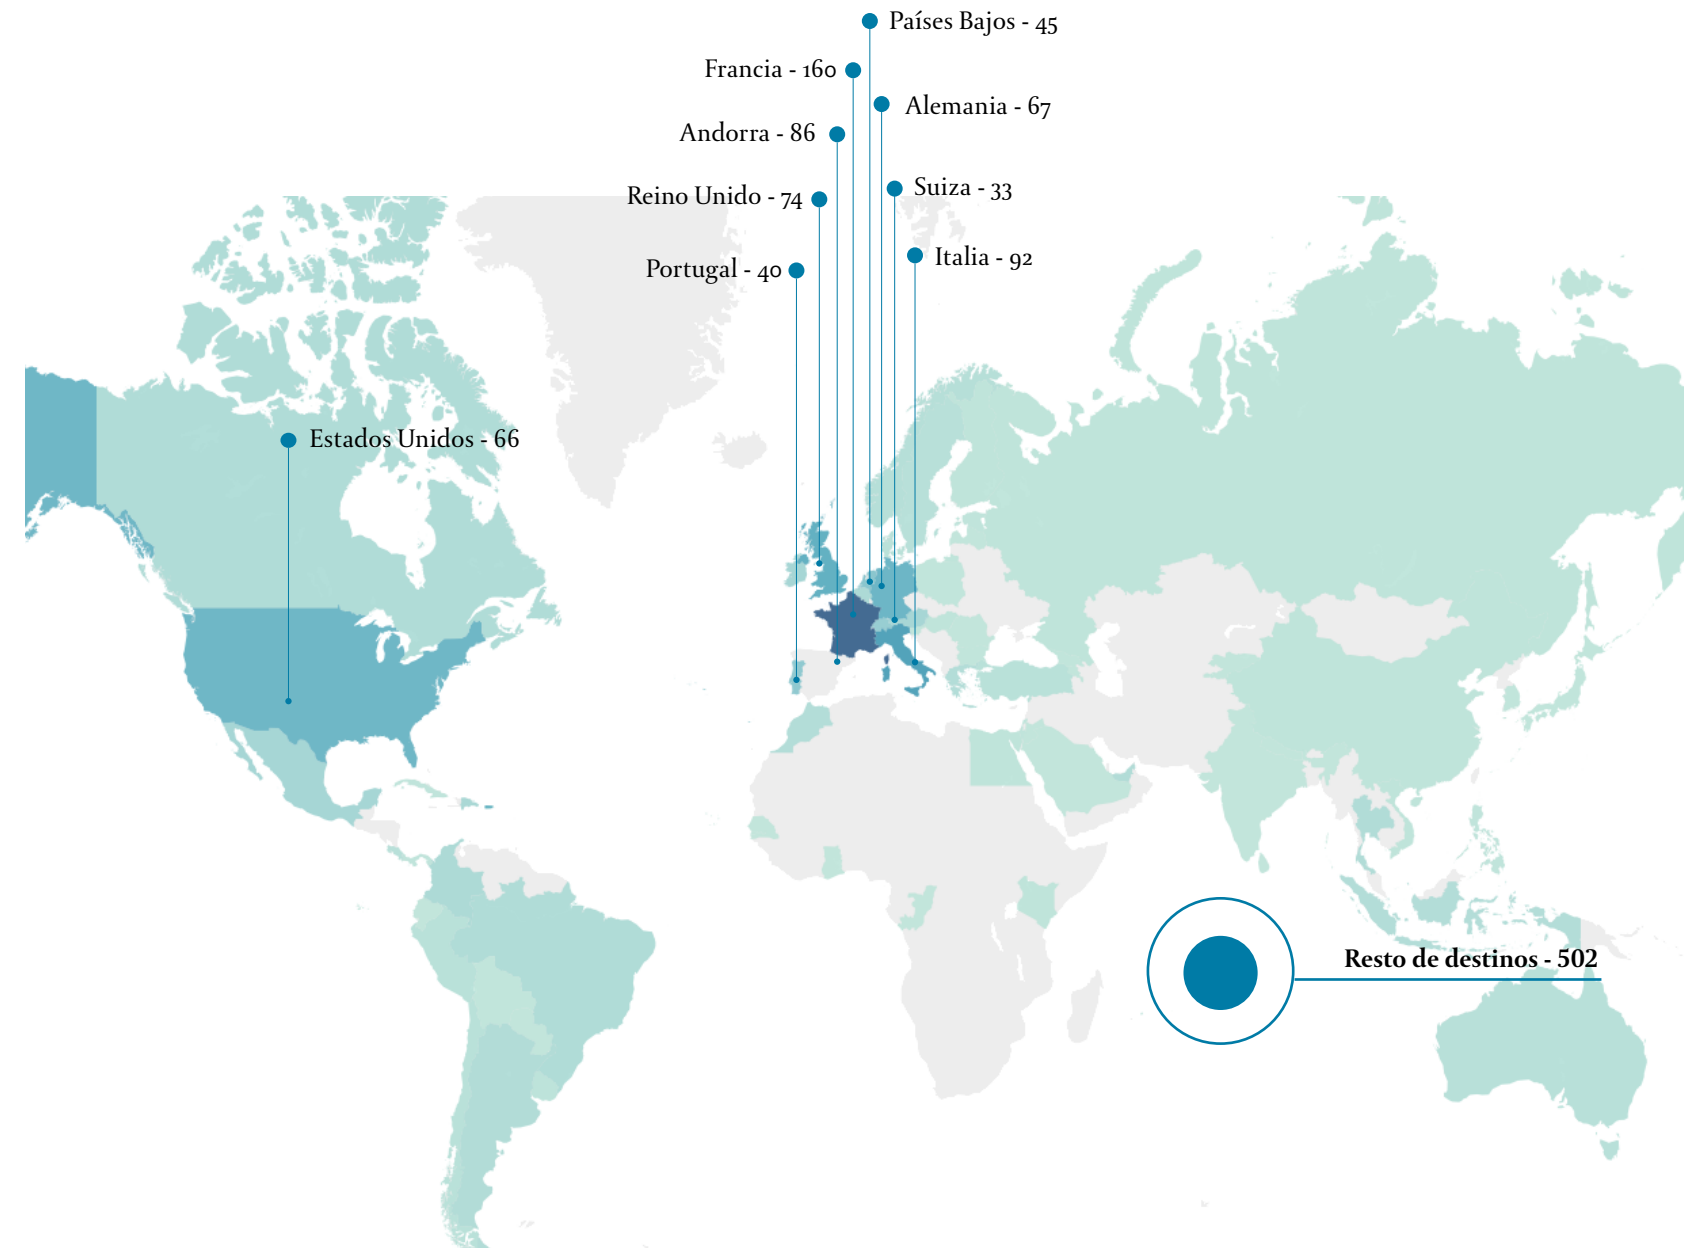 Países Bajos - 45
Francia - 160
Alemania - 67
Andorra - 86
Suiza - 33
Reino Unido - 74
Italia - 92
Portugal - 40
Estados Unidos - 66
Resto de destinos - 502